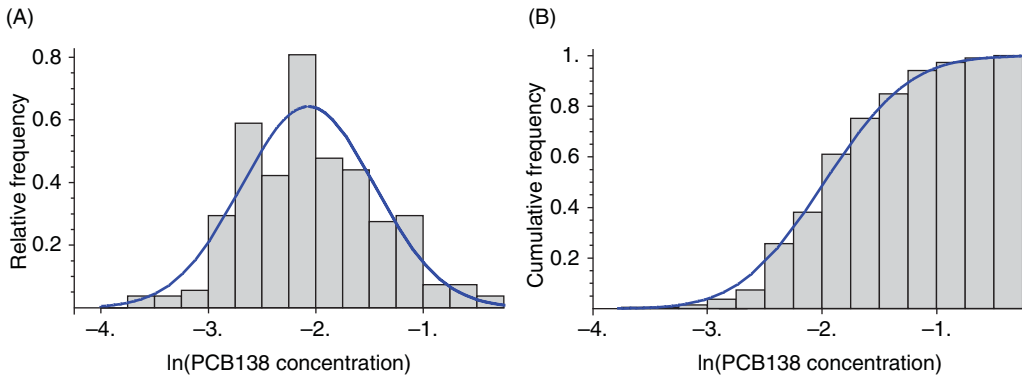 (A)
Relative frequency
0.8
0.6
0.4
0.2
–4.
–3.
–2.
–1.
ln(PCB138 concentration)
(B)
Cumulative frequency
1.
0.8
0.6
0.4
0.2
–4.
–3.
–2.
–1.
ln(PCB138 concentration)